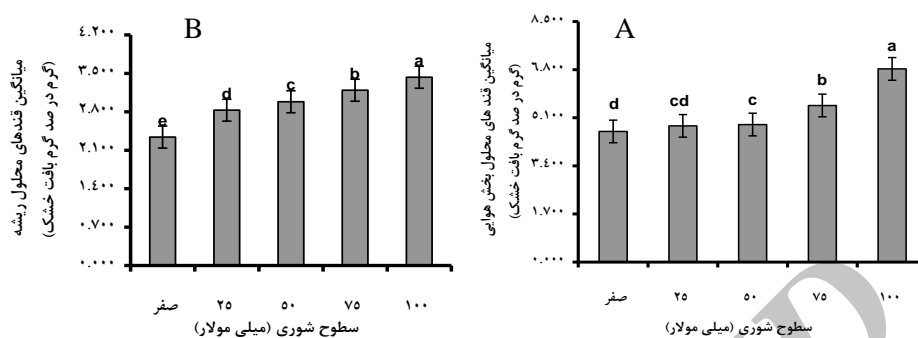 B
میانگین قندهای محلول ریشه
(گرم در صد گرم بافت خشک)
۴.۲۰۰
۳.۵۰۰
۲.۸۰۰
۲.۱۰۰
۱.۴۰۰
۰.۷۰۰
۰.۰۰۰
e
d
c
b
a
صفر
۲۵
۵۰
۷۵
۱۰۰
سطوح شوری (میلی مولار)
A
میانگین قند های محلول بخش هوایی
(گرم در صد گرم بافت خشک)
۸.۵۰۰
۶.۸۰۰
۵.۱۰۰
۳.۴۰۰
۱.۷۰۰
۰.۰۰۰
d
cd
c
b
a
صفر
۲۵
۵۰
۷۵
۱۰۰
سطوح شوری (میلی مولار)